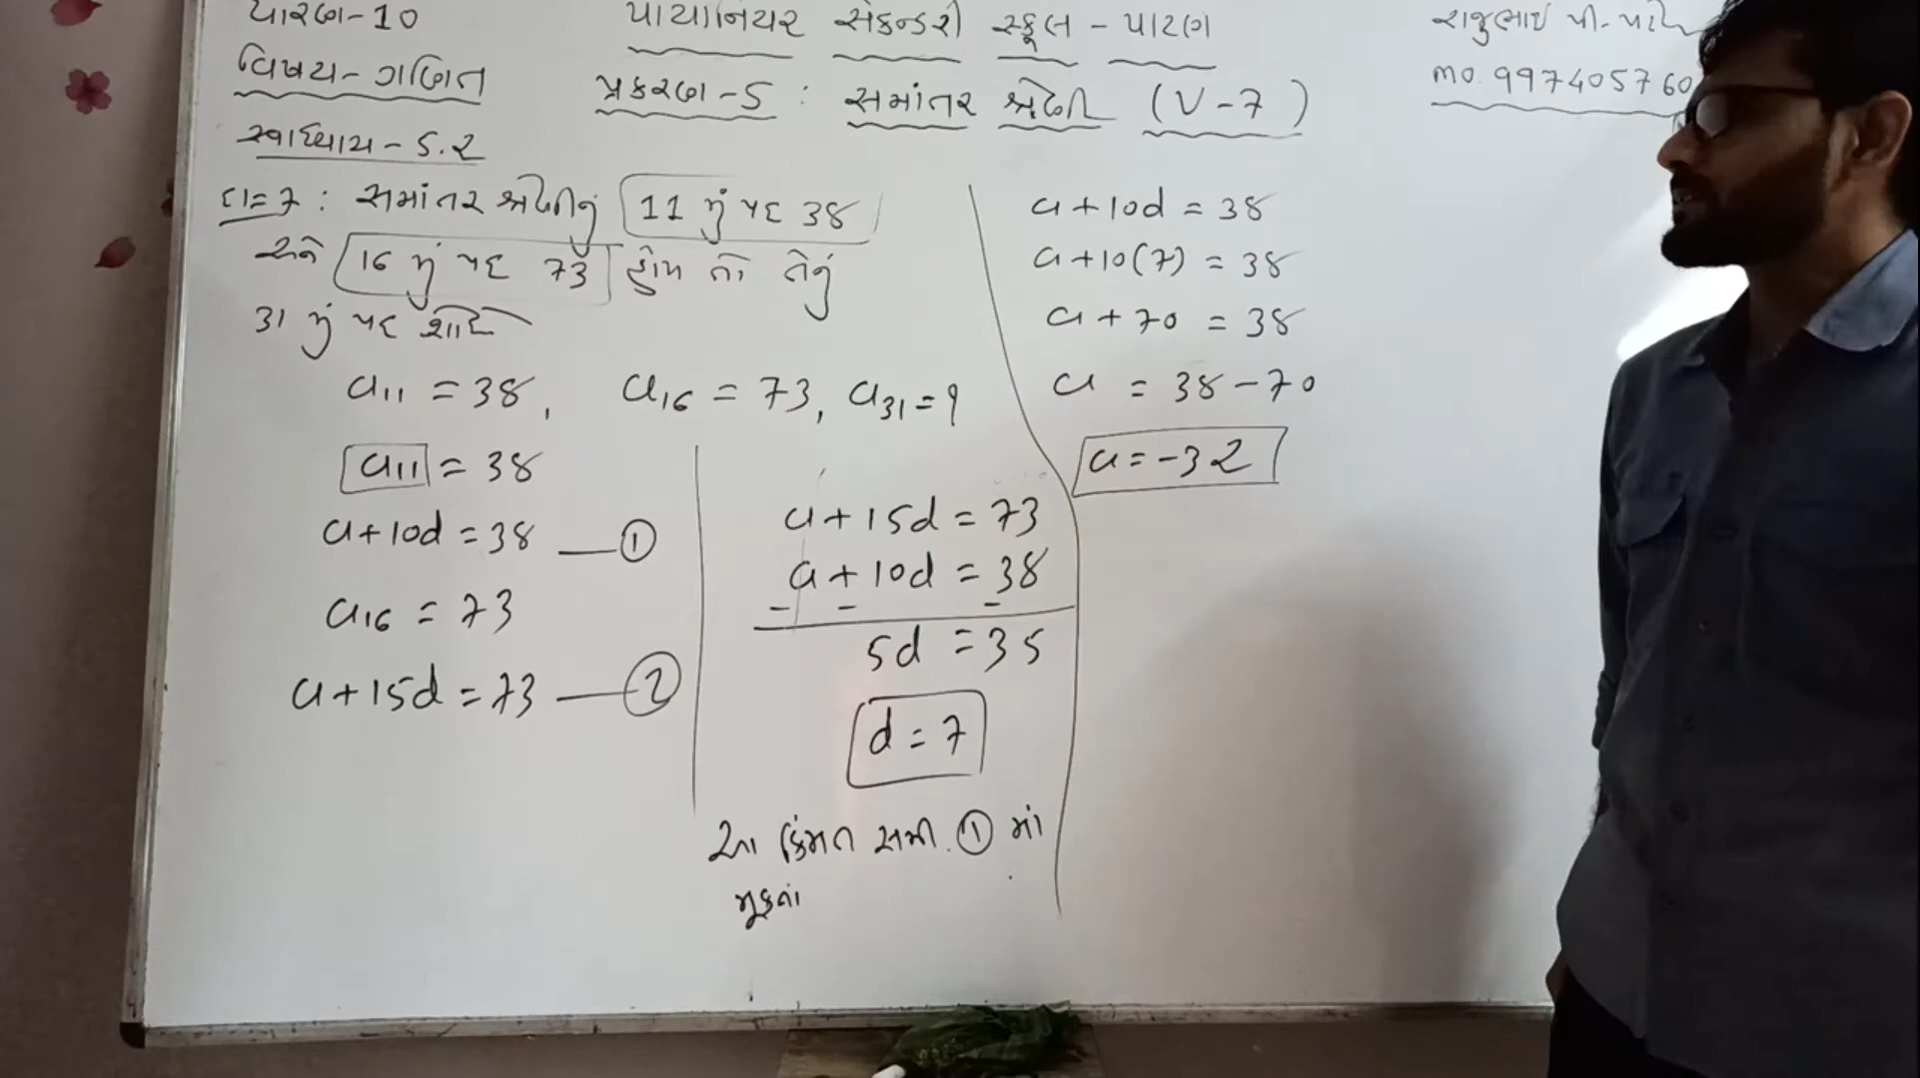 ધોરણ-10
વિષય-ગણિત
સ્વાધ્યાય-5.2
પાયોનિયર સેકન્ડરી સ્કૂલ - પાટણ
પ્રકરણ-5 : સમાંતર શ્રેઢી (V-7)
રાજુભાઇ પી.
mo. 997405760
દા=7 : સમાંતર શ્રેઢીનું 11 મું પદ 38
અને 16 મું પદ 73 હોય તો તેનું
31 મું પદ શોધો
a11 = 38, a16 = 73, a31 = ?
a11 = 38
a+10d = 38 —①
a16 = 73
a+15d = 73 —②
a+15d = 73
a+10d = 38
- - -
5d = 35
d = 7
આ કિંમત સમી. ① માં
મૂકતાં
a+10d = 38
a+10(7) = 38
a+70 = 38
a = 38-70
a = -32